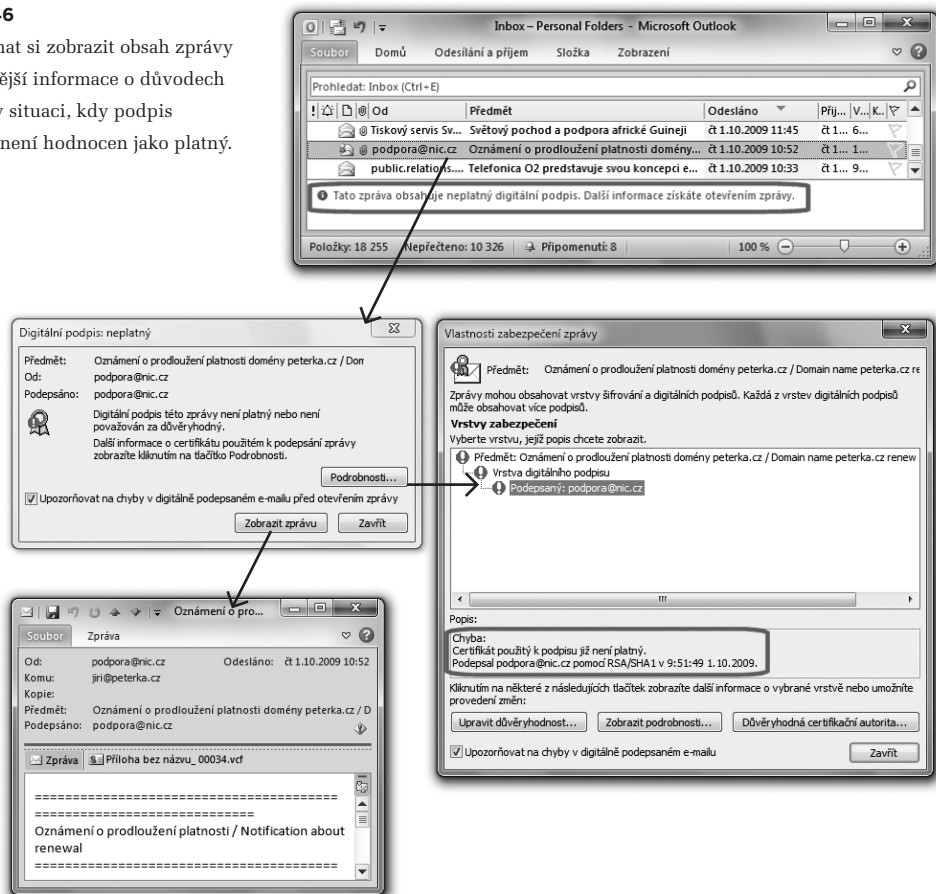 46
nat si zobrazit obsah zprávy
ější informace o důvodech
y situaci, kdy podpis
není hodnocen jako platný.
Inbox – Personal Folders - Microsoft Outlook
Soubor Domů Odesílání a příjem Složka Zobrazení
Prohledat: Inbox (Ctrl+E)
! Od Předmět Odesláno Přij... V... K...
Tiskový servis Sv... Světový pochod a podpora africké Guineji čt 1.10.2009 11:45 čt 1... 6...
podpora@nic.cz Oznámení o prodloužení platnosti domény... čt 1.10.2009 10:52 čt 1... 1...
public.relations.... Telefonica O2 predstavuje svou koncepci e... čt 1.10.2009 10:33 čt 1... 9...
Tato zpráva obsahuje neplatný digitální podpis. Další informace získáte otevřením zprávy.
Položky: 18 255 Nepřečteno: 10 326 Připomenutí: 8 100 %
Digitální podpis: neplatný
Předmět: Oznámení o prodloužení platnosti domény peterka.cz / Dom
Od: podpora@nic.cz
Podepsáno: podpora@nic.cz
Digitální podpis této zprávy není platný nebo není
považován za důvěryhodný.
Další informace o certifikátu použitém k podepsání zprávy
zobrazíte kliknutím na tlačítko Podrobnosti.
Podrobnosti...
Upozorňovat na chyby v digitálně podepsaném e-mailu před otevřením zprávy
Zobrazit zprávu Zavřít
Vlastnosti zabezpečení zprávy
Předmět: Oznámení o prodloužení platnosti domény peterka.cz / Domain name peterka.cz re
Zprávy mohou obsahovat vrstvy šifrování a digitálních podpisů. Každá z vrstev digitálních podpisů
může obsahovat více podpisů.
Vrstvy zabezpečení
Vyberte vrstvu, jejíž popis chcete zobrazit.
Předmět: Oznámení o prodloužení platnosti domény peterka.cz / Domain name peterka.cz renew
Vrstva digitálního podpisu
Podepsaný: podpora@nic.cz
Popis:
Chyba:
Certifikát použitý k podpisu již není platný.
Podepsal podpora@nic.cz pomocí RSA/SHA1 v 9:51:49 1.10.2009.
Kliknutím na některé z následujících tlačítek zobrazíte další informace o vybrané vrstvě nebo umožníte
provedení změn:
Upravit důvěryhodnost... Zobrazit podrobnosti... Důvěryhodná certifikační autorita...
Upozorňovat na chyby v digitálně podepsaném e-mailu Zavřít
Oznámení o pro...
Soubor Zpráva
Od: podpora@nic.cz Odesláno: čt 1.10.2009 10:52
Komu: jiri@peterka.cz
Kopie:
Předmět: Oznámení o prodloužení platnosti domény peterka.cz / D
Podepsáno: podpora@nic.cz
Zpráva Příloha bez názvu_ 00034.vcf
========================================
=============================
Oznámení o prodloužení platnosti / Notification about
renewal
========================================